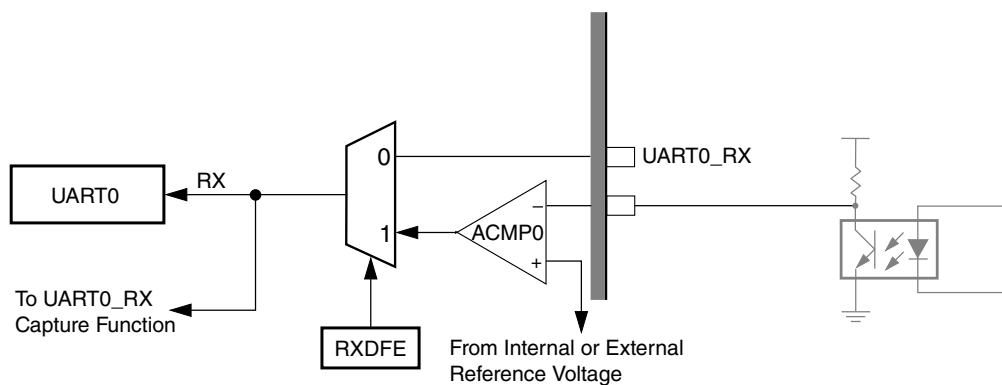 0
UART0_RX
UART0
RX
1
−
ACMP0
+
To UART0_RX
Capture Function
RXDFE
From Internal or External
Reference Voltage